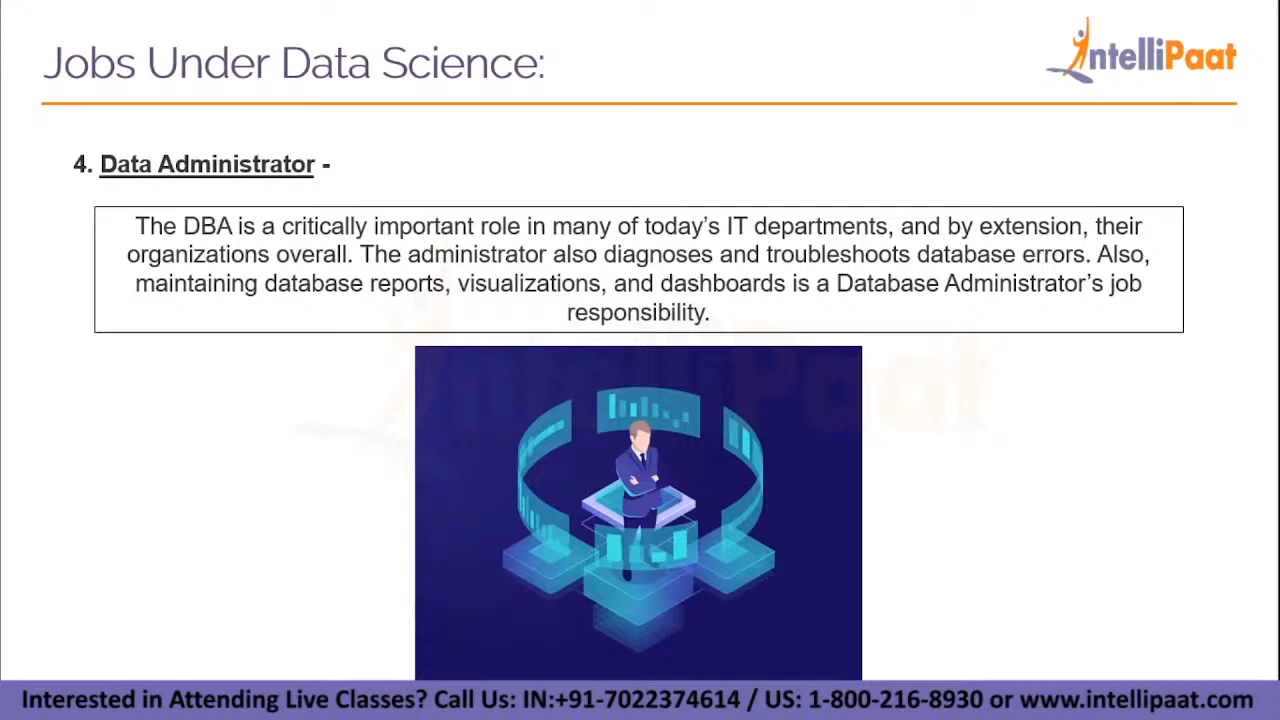 Jobs Under Data Science:
IntelliPaat
4. Data Administrator -
The DBA is a critically important role in many of today’s IT departments, and by extension, their
organizations overall. The administrator also diagnoses and troubleshoots database errors. Also,
maintaining database reports, visualizations, and dashboards is a Database Administrator’s job
responsibility.
IntelliPaat
Interested in Attending Live Classes? Call Us: IN:+91-7022374614 / US: 1-800-216-8930 or www.intellipaat.com